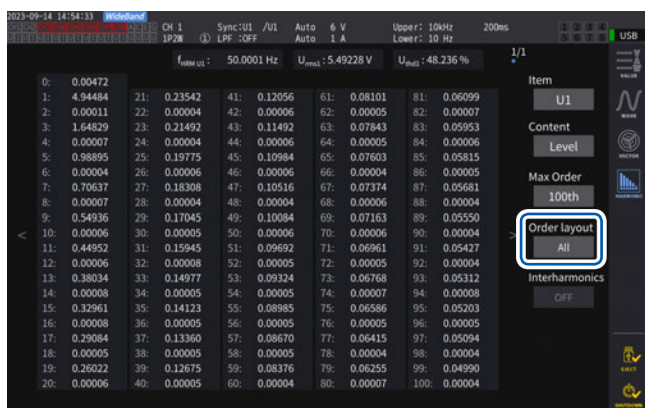 2023-09-14 14:54:33 WideBand
CH 1 Sync:U1 /U1 Auto 6 V Upper: 10kHz 200ms
1P2W ① LPF :OFF Auto 1 A Lower: 10 Hz
USB
fHRM U1 : 50.0001 Hz Urms1 : 5.49228 V Uthd1 : 48.236 %
1/1
0: 0.00472
1: 4.94484 21: 0.23542 41: 0.12056 61: 0.08101 81: 0.06099
2: 0.00011 22: 0.00004 42: 0.00006 62: 0.00005 82: 0.00007
3: 1.64829 23: 0.21492 43: 0.11492 63: 0.07843 83: 0.05953
4: 0.00007 24: 0.00004 44: 0.00006 64: 0.00005 84: 0.00006
5: 0.98895 25: 0.19775 45: 0.10984 65: 0.07603 85: 0.05815
6: 0.00004 26: 0.00006 46: 0.00006 66: 0.00004 86: 0.00005
7: 0.70637 27: 0.18308 47: 0.10516 67: 0.07374 87: 0.05681
8: 0.00007 28: 0.00004 48: 0.00004 68: 0.00006 88: 0.00004
9: 0.54936 29: 0.17045 49: 0.10084 69: 0.07163 89: 0.05550
10: 0.00006 30: 0.00005 50: 0.00006 70: 0.00006 90: 0.00004
11: 0.44952 31: 0.15945 51: 0.09692 71: 0.06961 91: 0.05427
12: 0.00006 32: 0.00008 52: 0.00005 72: 0.00005 92: 0.00004
13: 0.38034 33: 0.14977 53: 0.09324 73: 0.06768 93: 0.05312
14: 0.00008 34: 0.00005 54: 0.00005 74: 0.00007 94: 0.00008
15: 0.32961 35: 0.14123 55: 0.08985 75: 0.06586 95: 0.05203
16: 0.00008 36: 0.00005 56: 0.00005 76: 0.00005 96: 0.00005
17: 0.29084 37: 0.13360 57: 0.08670 77: 0.06415 97: 0.05094
18: 0.00005 38: 0.00005 58: 0.00005 78: 0.00004 98: 0.00004
19: 0.26022 39: 0.12675 59: 0.08376 79: 0.06255 99: 0.04990
20: 0.00006 40: 0.00005 60: 0.00004 80: 0.00007 100: 0.00004
< >
Item
U1
Content
Level
Max Order
100th
Order layout
All
Interharmonics
OFF
VALUE
WAVE
VECTOR
HARMONIC
EJECT
SHUTDOWN